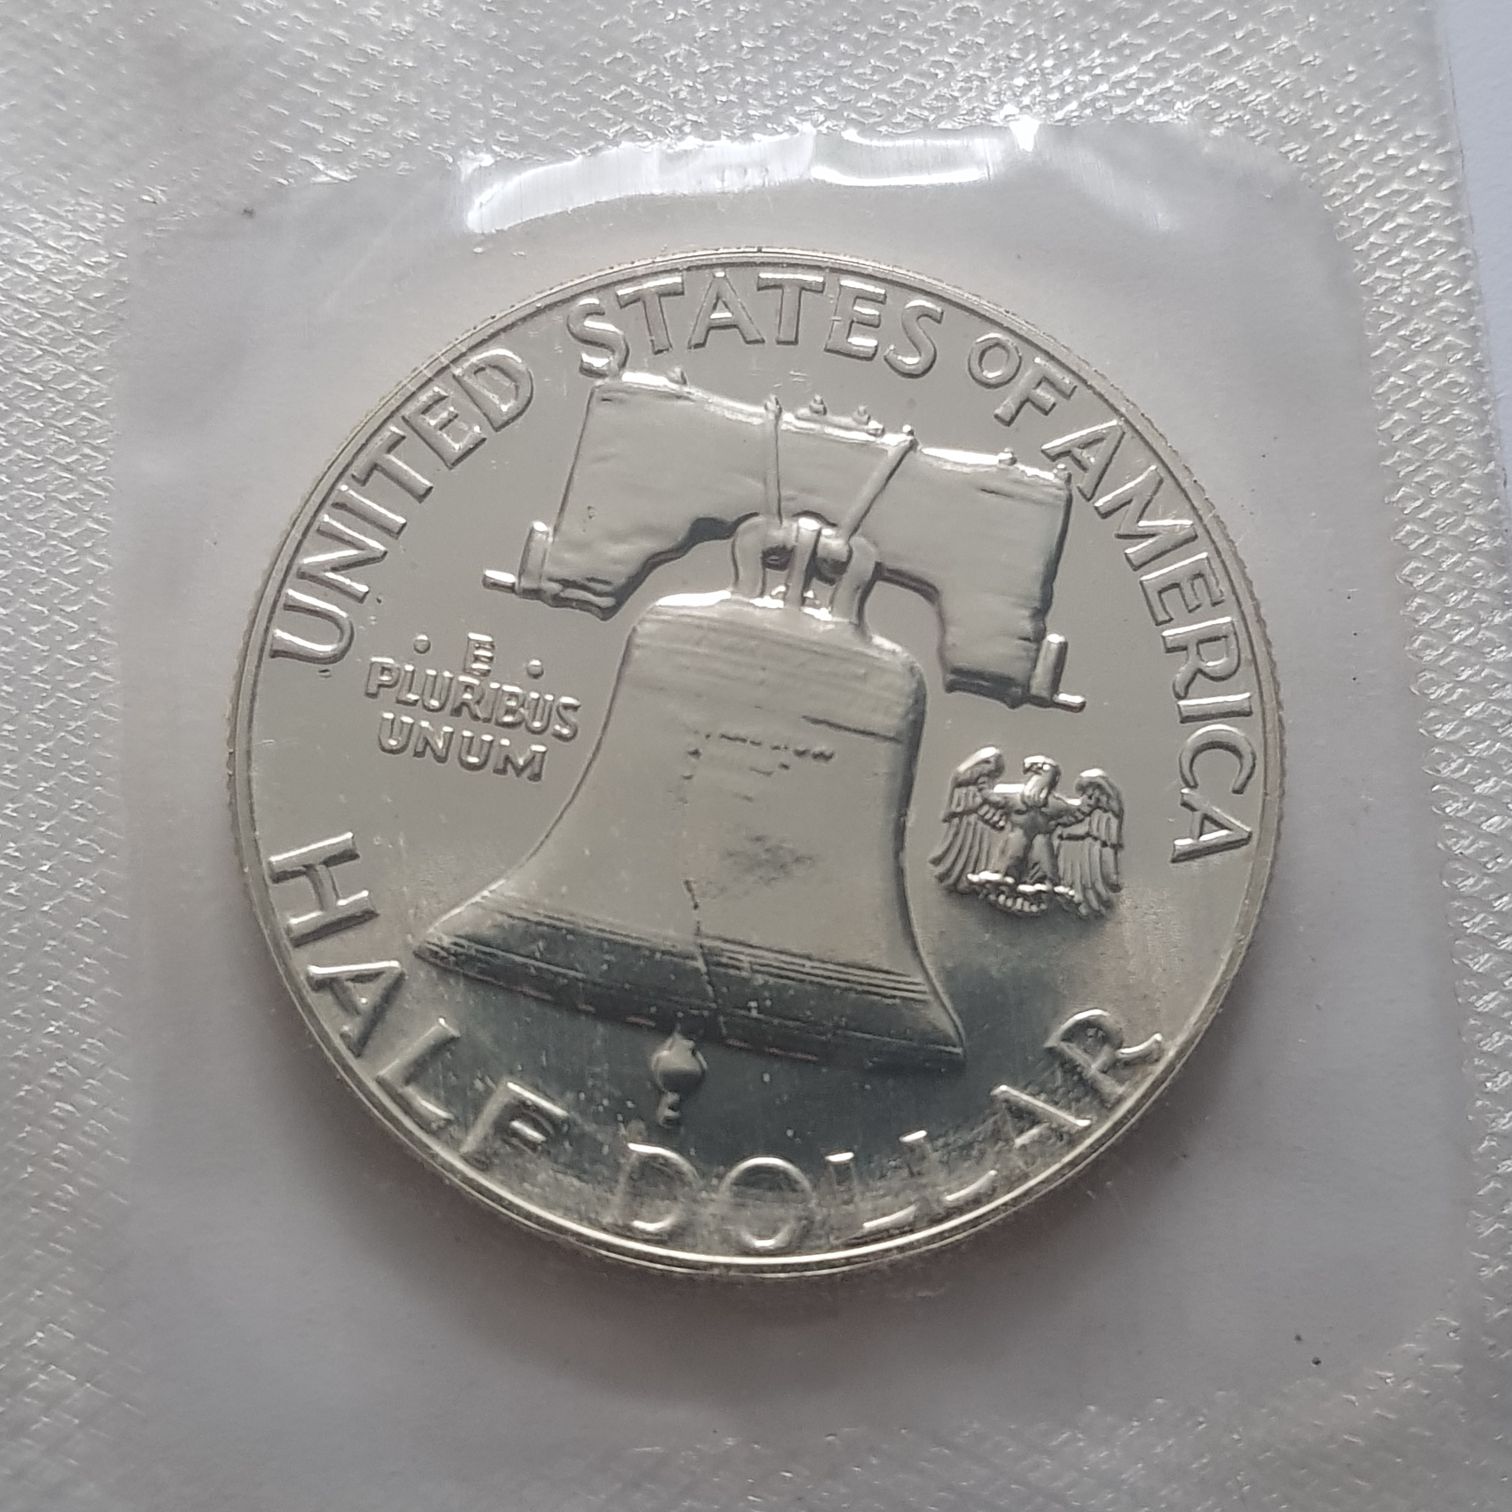 UNITED STATES OF AMERICA
· E ·
PLURIBUS
UNUM
HALF DOLLAR